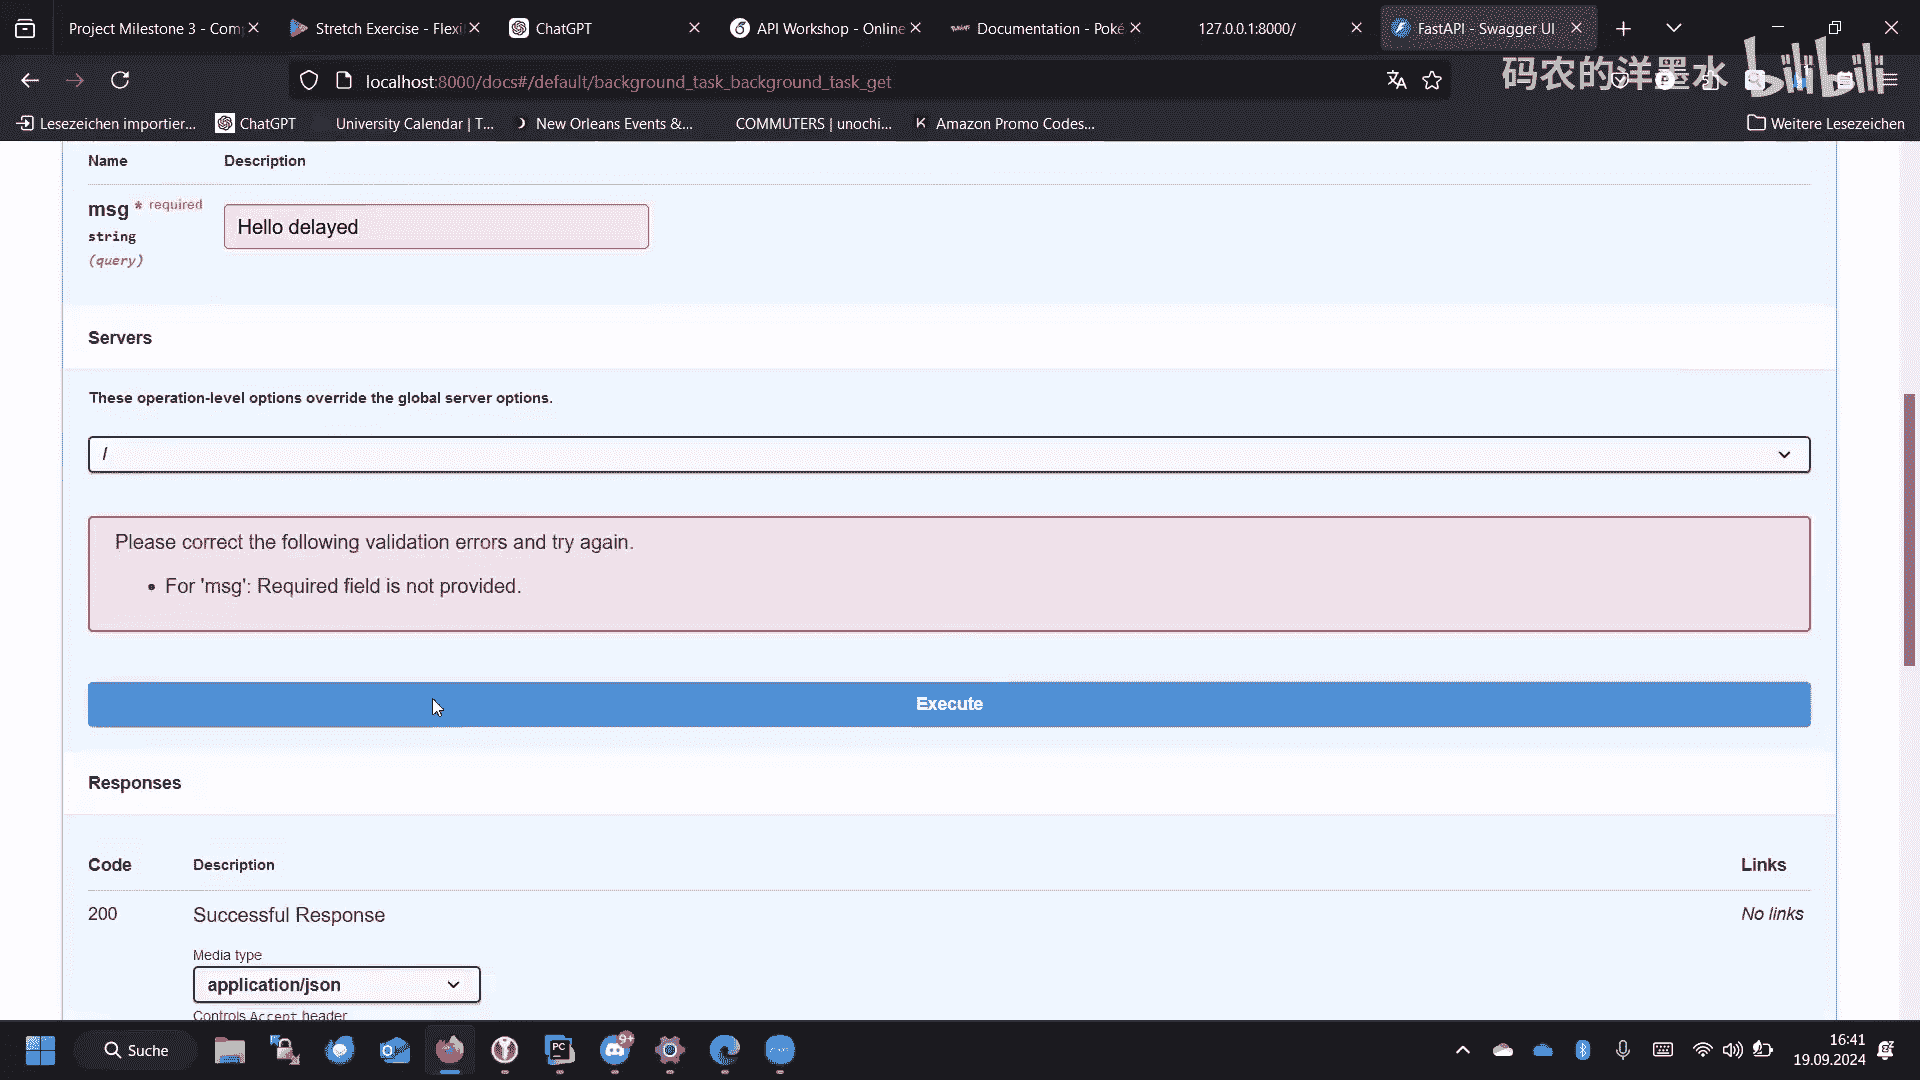 Project Milestone 3 - Com
Stretch Exercise - Flexi
ChatGPT
API Workshop - Online
Documentation - Poké
127.0.0.1:8000/
FastAPI - Swagger UI
localhost:8000/docs#/default/background_task_background_task_get
码农的洋墨水 bilibili
Lesezeichen importier...
ChatGPT
University Calendar | T...
New Orleans Events &...
COMMUTERS | unochi...
Amazon Promo Codes...
Weitere Lesezeichen
Name Description
msg * required
Hello delayed
string
(query)
Servers
These operation-level options override the global server options.
/
Please correct the following validation errors and try again.
• For 'msg': Required field is not provided.
Execute
Responses
Code Description Links
200 Successful Response No links
Media type
application/json
Controls Accept header
Suche
PC
9+
16:41
19.09.2024